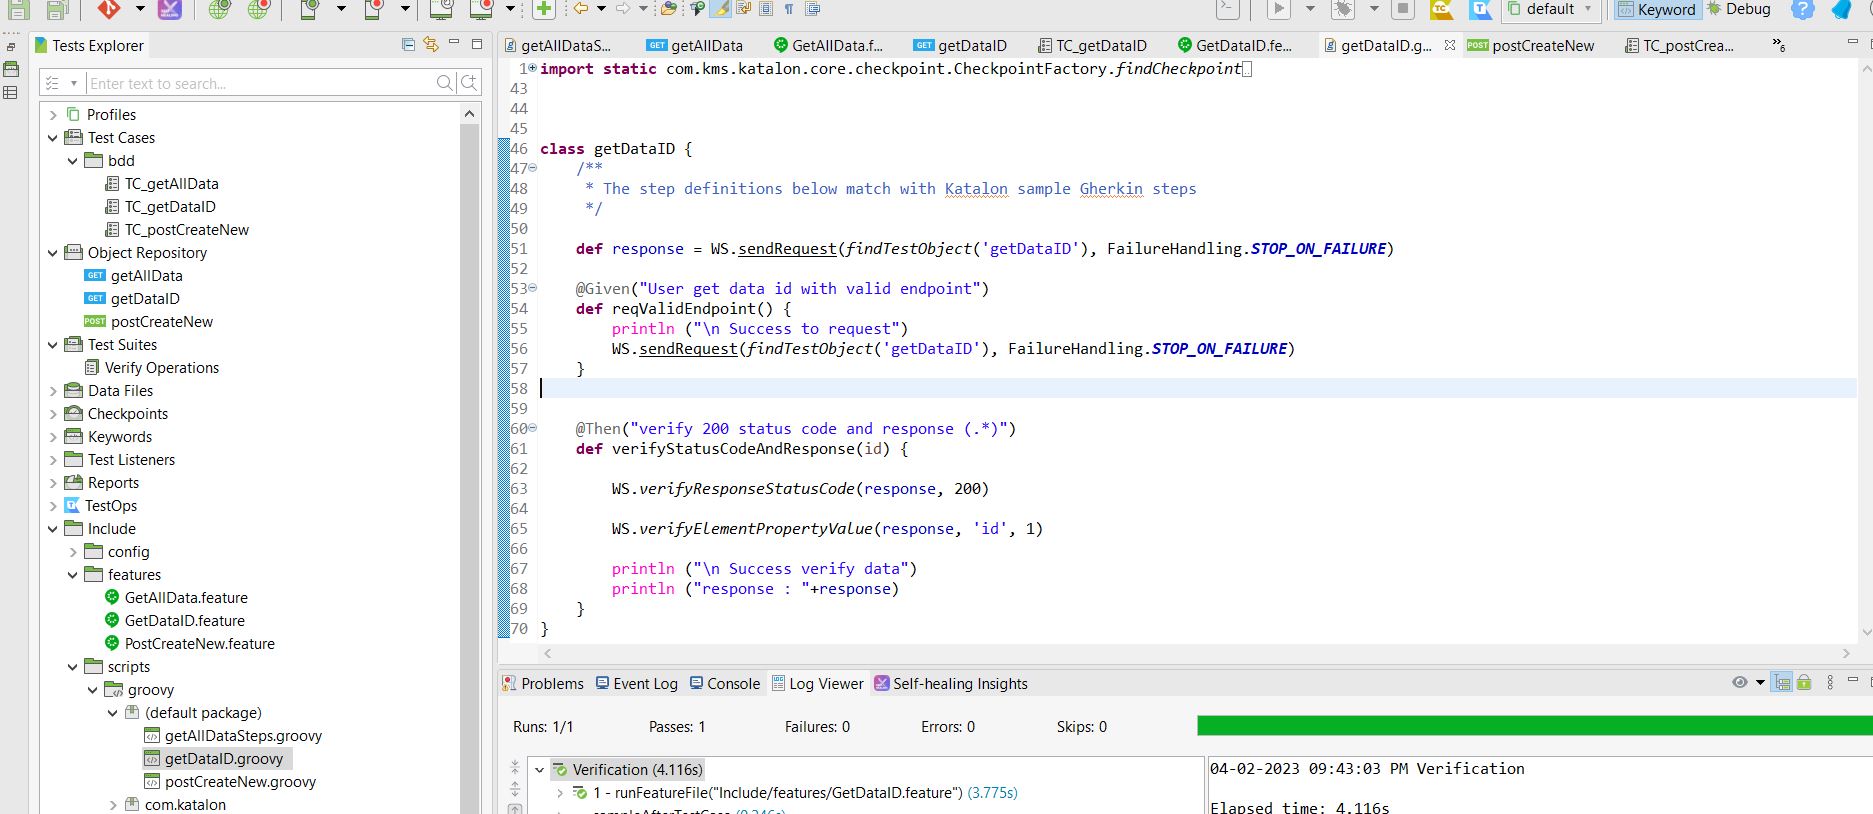 default
Keyword
Debug
Tests Explorer
Enter text to search...
Profiles
Test Cases
bdd
TC_getAllData
TC_getDataID
TC_postCreateNew
Object Repository
GET getAllData
GET getDataID
POST postCreateNew
Test Suites
Verify Operations
Data Files
Checkpoints
Keywords
Test Listeners
Reports
TestOps
Include
config
features
GetAllData.feature
GetDataID.feature
PostCreateNew.feature
scripts
groovy
(default package)
getAllDataSteps.groovy
getDataID.groovy
postCreateNew.groovy
com.katalon
getAllDataS... GET getAllData GetAllData.f... GET getDataID TC_getDataID GetDataID.fe... getDataID.g... POST postCreateNew TC_postCrea... »6
1 import static com.kms.katalon.core.checkpoint.CheckpointFactory.findCheckpoint
43
44
45
46 class getDataID {
47 /**
48 * The step definitions below match with Katalon sample Gherkin steps
49 */
50
51 def response = WS.sendRequest(findTestObject('getDataID'), FailureHandling.STOP_ON_FAILURE)
52
53 @Given("User get data id with valid endpoint")
54 def reqValidEndpoint() {
55 println ("\n Success to request")
56 WS.sendRequest(findTestObject('getDataID'), FailureHandling.STOP_ON_FAILURE)
57 }
58
59
60 @Then("verify 200 status code and response (.*)")
61 def verifyStatusCodeAndResponse(id) {
62
63 WS.verifyResponseStatusCode(response, 200)
64
65 WS.verifyElementPropertyValue(response, 'id', 1)
66
67 println ("\n Success verify data")
68 println ("response : "+response)
69 }
70 }
Problems Event Log Console Log Viewer Self-healing Insights
Runs: 1/1 Passes: 1 Failures: 0 Errors: 0 Skips: 0
Verification (4.116s)
1 - runFeatureFile("Include/features/GetDataID.feature") (3.775s)
04-02-2023 09:43:03 PM Verification
Elapsed time: 4.116s